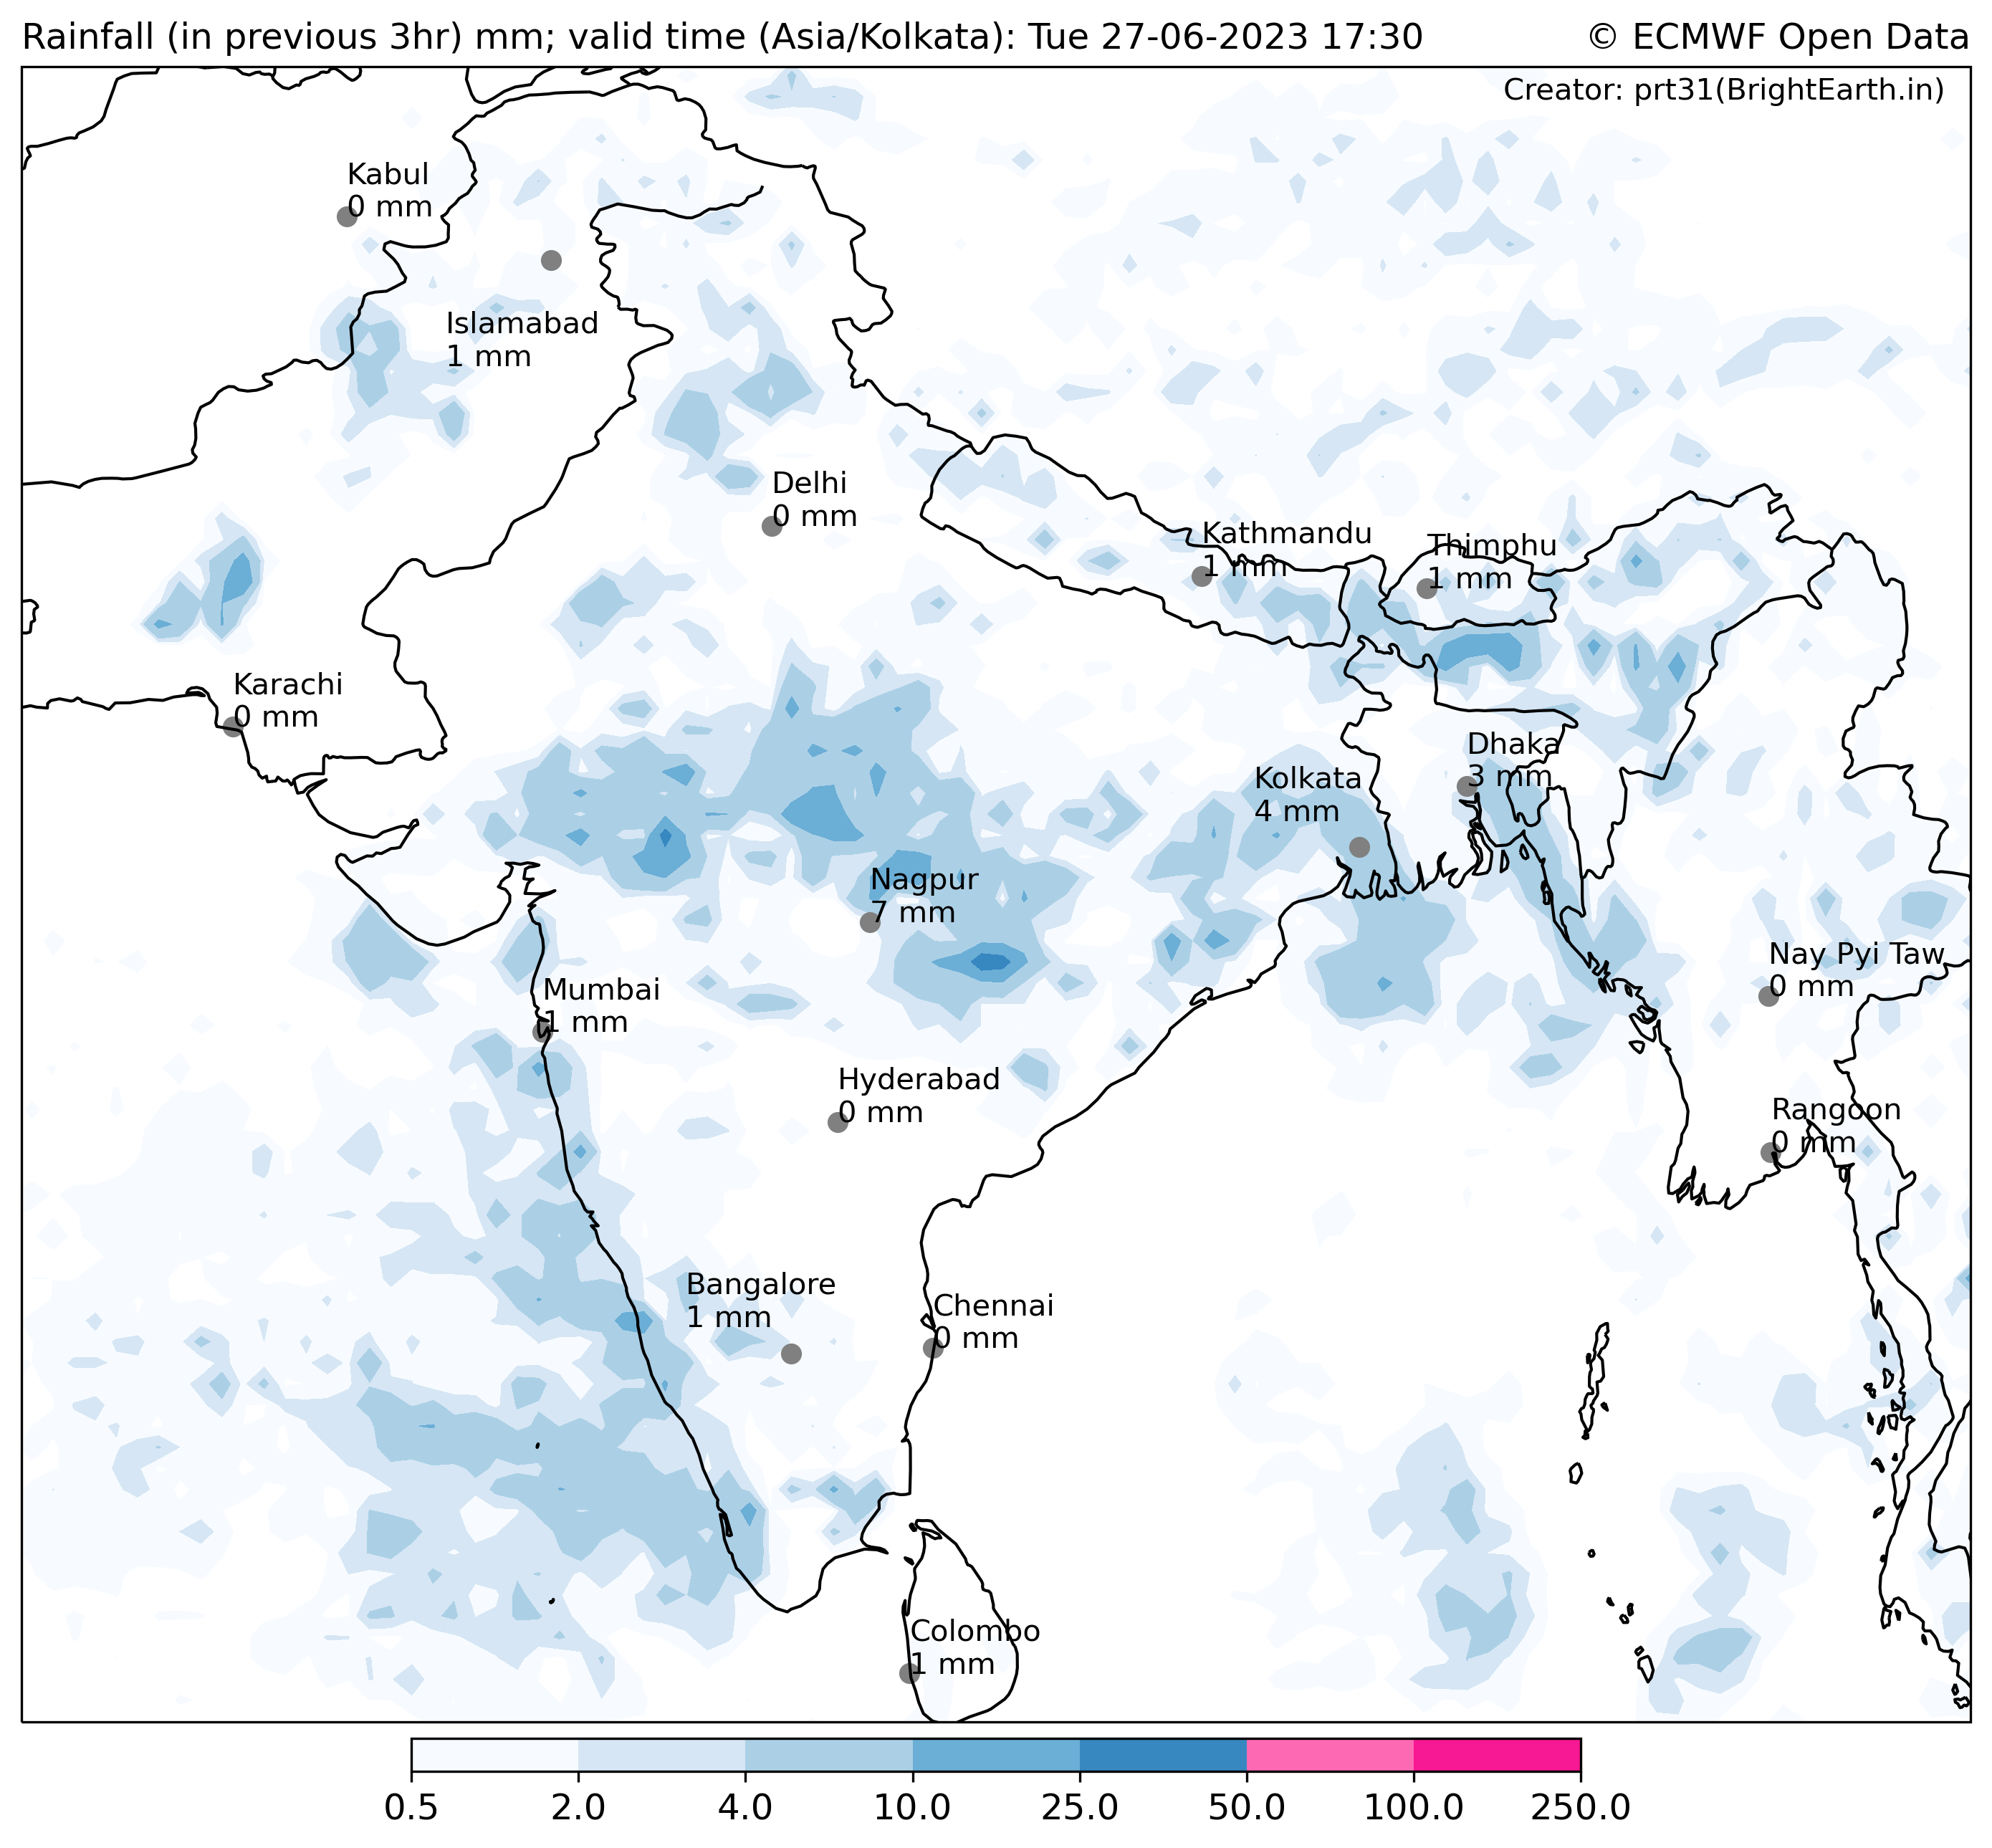 Rainfall (in previous 3hr) mm; valid time (Asia/Kolkata): Tue 27-06-2023 17:30
© ECMWF Open Data
Creator: prt31(BrightEarth.in)
Kabul
0 mm
Islamabad
1 mm
Delhi
0 mm
Kathmandu
1 mm
Thimphu
1 mm
Karachi
0 mm
Dhaka
3 mm
Kolkata
4 mm
Nagpur
7 mm
Nay Pyi Taw
0 mm
Mumbai
1 mm
Hyderabad
0 mm
Rangoon
0 mm
Bangalore
1 mm
Chennai
0 mm
Colombo
1 mm
0.5 2.0 4.0 10.0 25.0 50.0 100.0 250.0